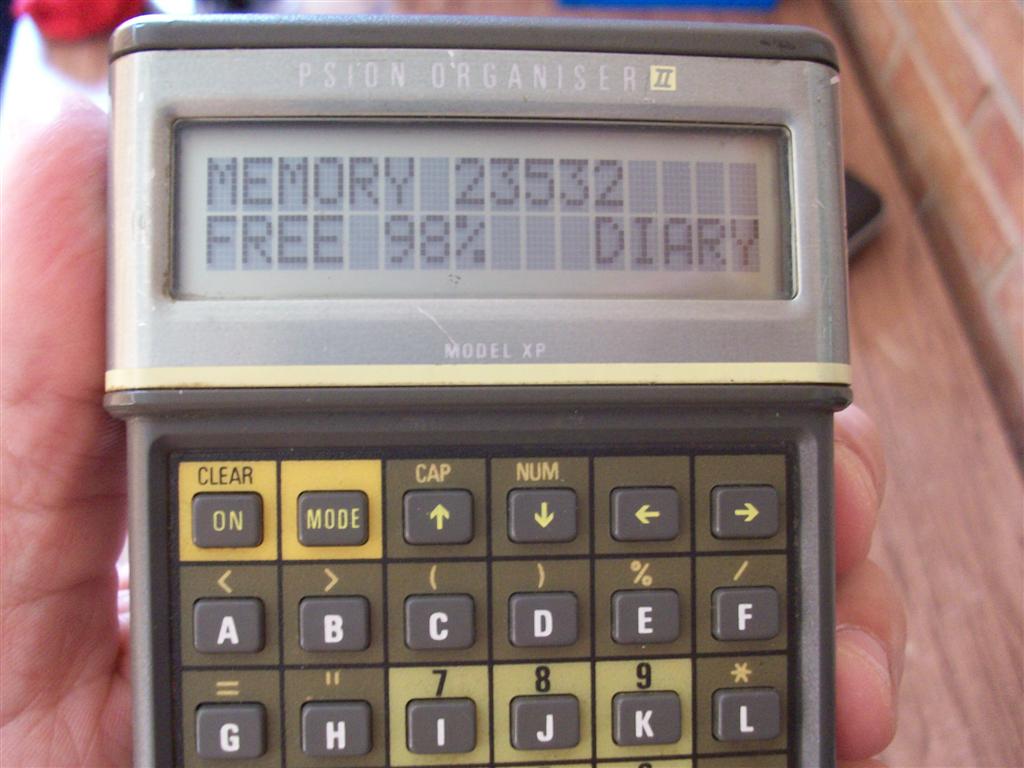 PSION ORGANISER II
MEMORY 23532
FREE 98% DIARY
MODEL XP
CLEAR CAP NUM
ON MODE ↑ ↓ ← →
< > ( ) % /
A B C D E F
= " 7 8 9 *
G H I J K L